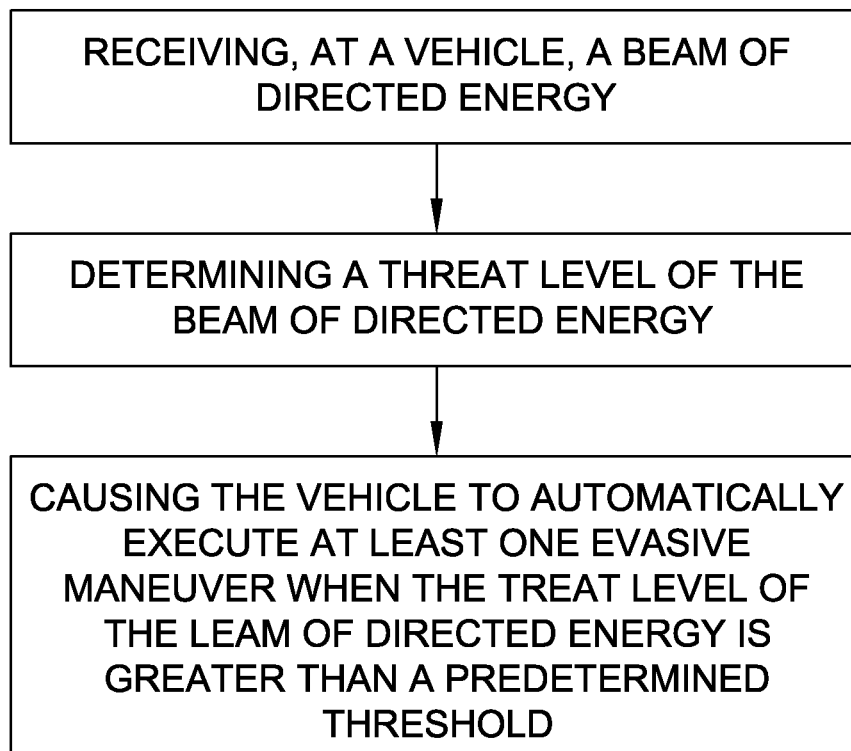 RECEIVING, AT A VEHICLE, A BEAM OF
DIRECTED ENERGY
DETERMINING A THREAT LEVEL OF THE
BEAM OF DIRECTED ENERGY
CAUSING THE VEHICLE TO AUTOMATICALLY
EXECUTE AT LEAST ONE EVASIVE
MANEUVER WHEN THE TREAT LEVEL OF
THE LEAM OF DIRECTED ENERGY IS
GREATER THAN A PREDETERMINED
THRESHOLD